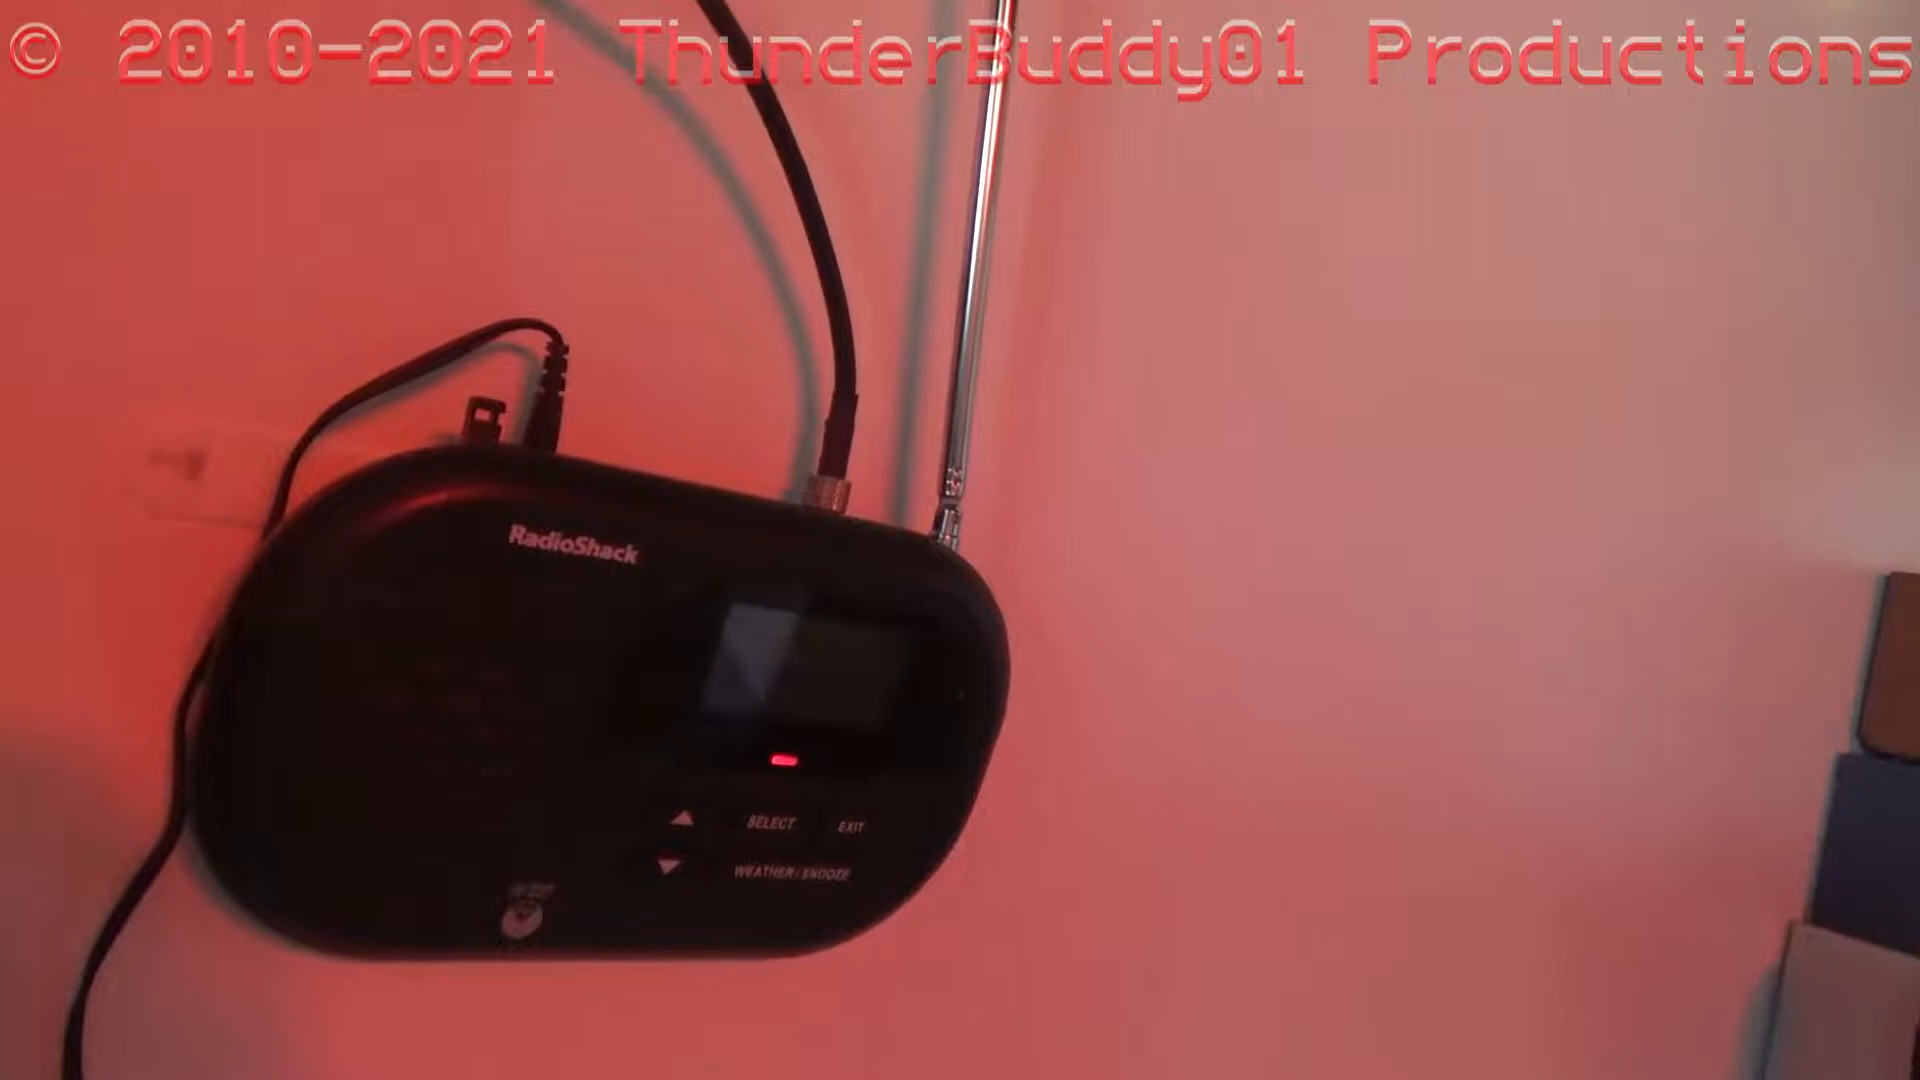 © 2010-2021 ThunderBuddy01 Productions
RadioShack
SELECT EXIT
WEATHER/SNOOZE